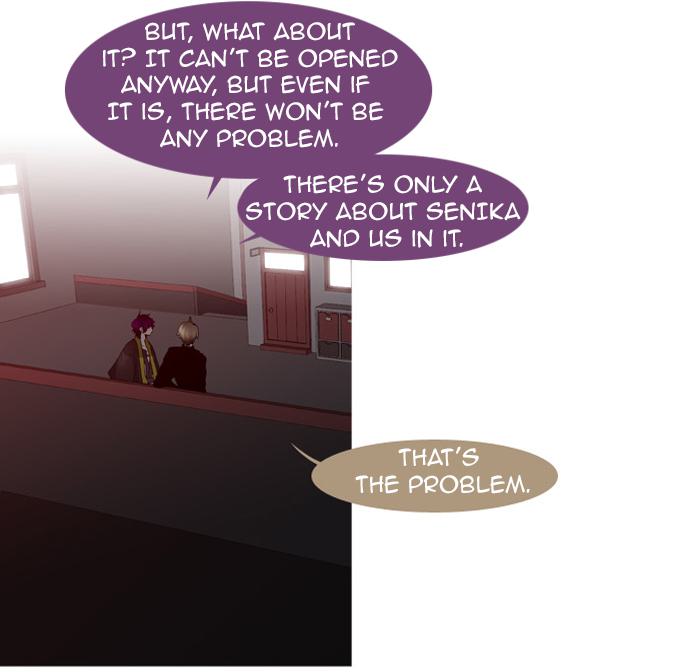 BUT, WHAT ABOUT
IT? IT CAN'T BE OPENED
ANYWAY, BUT EVEN IF
IT IS, THERE WON'T BE
ANY PROBLEM.
THERE'S ONLY A
STORY ABOUT SENIKA
AND US IN IT.
THAT'S
THE PROBLEM.